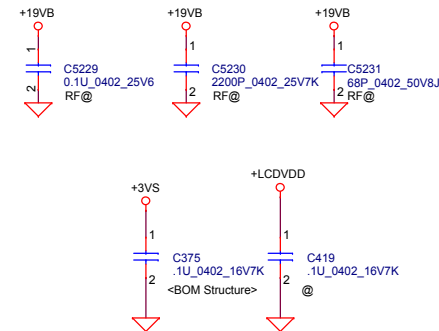 +19VB +19VB +19VB
1 1 1
C5229 C5230 C5231
0.1U_0402_25V6 2200P_0402_25V7K 68P_0402_50V8J
2 2 2
RF@ RF@ RF@
+3VS +LCDVDD
1 1
C375 C419
.1U_0402_16V7K .1U_0402_16V7K
2 2
<BOM Structure> @